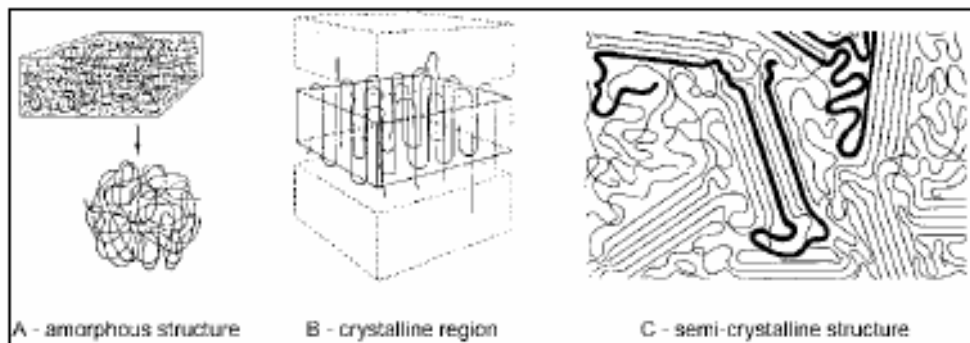 A - amorphous structure
B - crystalline region
C - semi-crystalline structure